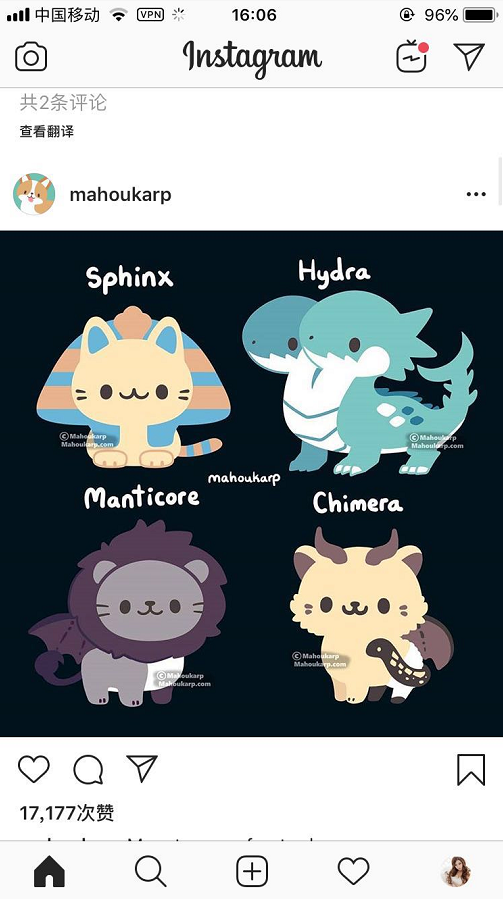 中国移动 VPN 16:06 96%
Instagram
共2条评论
查看翻译
mahoukarp
Sphinx
Hydra
©Mahoukarp
Mahoukarp.com
©Mahoukarp
Mahoukarp.com
mahoukarp
Manticore
Chimera
©Mahoukarp
Mahoukarp.com
©Mahoukarp
Mahoukarp.com
17,177次赞